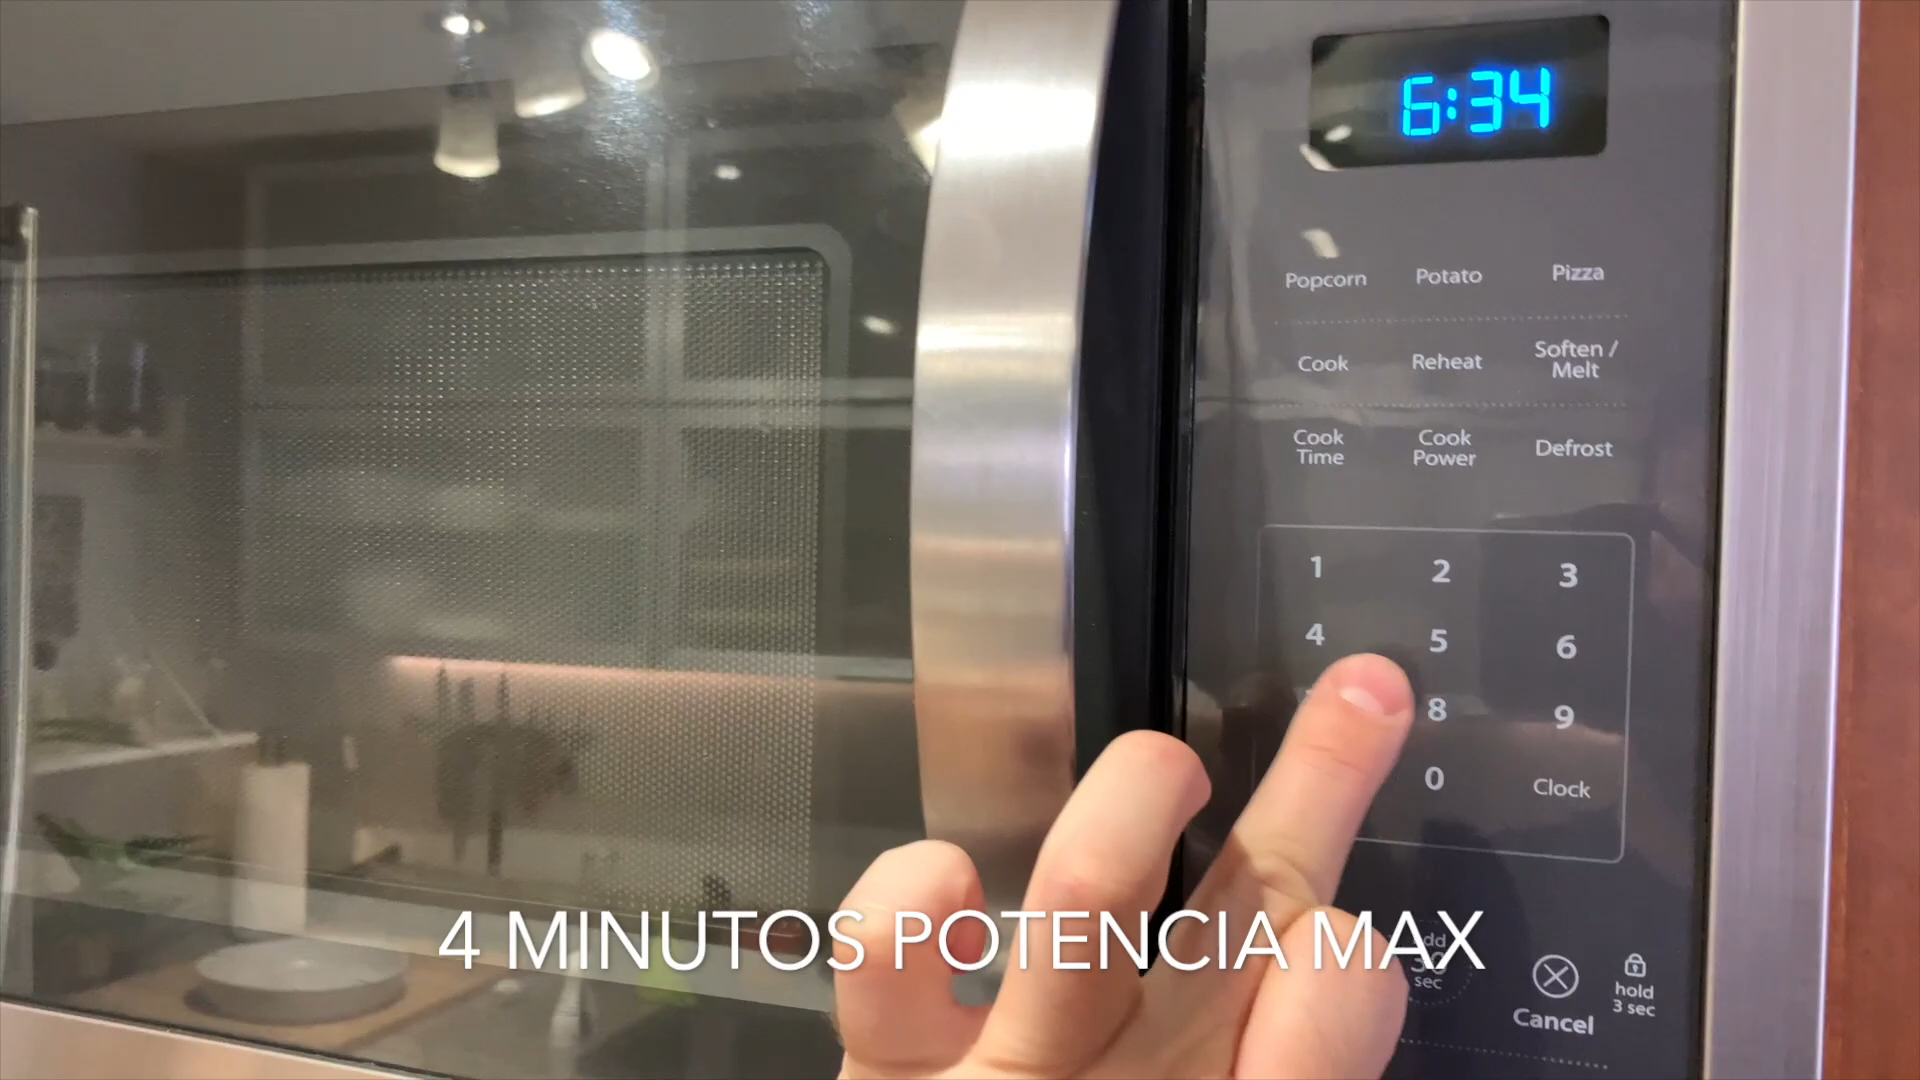 6:34
Popcorn Potato Pizza
Cook Reheat Soften /
Melt
Cook Cook Defrost
Time Power
1 2 3
4 5 6
8 9
0 Clock
4 MINUTOS POTENCIA MAX
sec
Cancel
hold
3 sec